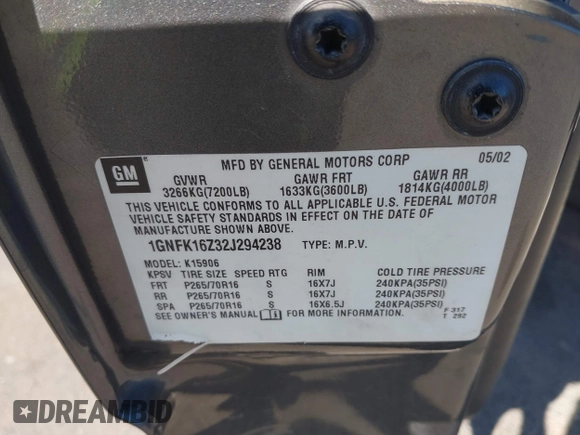 GM
MFD BY GENERAL MOTORS CORP 05/02
GVWR GAWR FRT GAWR RR
3266KG(7200LB) 1633KG(3600LB) 1814KG(4000LB)
THIS VEHICLE CONFORMS TO ALL APPLICABLE U.S. FEDERAL MOTOR
VEHICLE SAFETY STANDARDS IN EFFECT ON THE DATE OF
MANUFACTURE SHOWN ABOVE.
1GNFK16Z32J294238 TYPE: M.P.V.
MODEL: K15906
KPSV TIRE SIZE SPEED RTG RIM COLD TIRE PRESSURE
FRT P265/70R16 S 16X7J 240KPA(35PSI)
RR P265/70R16 S 16X7J 240KPA(35PSI)
SPA P265/70R16 S 16X6.5J 240KPA(35PSI)
F 317
SEE OWNER'S MANUAL FOR MORE INFORMATION. T 292
DREAMBID